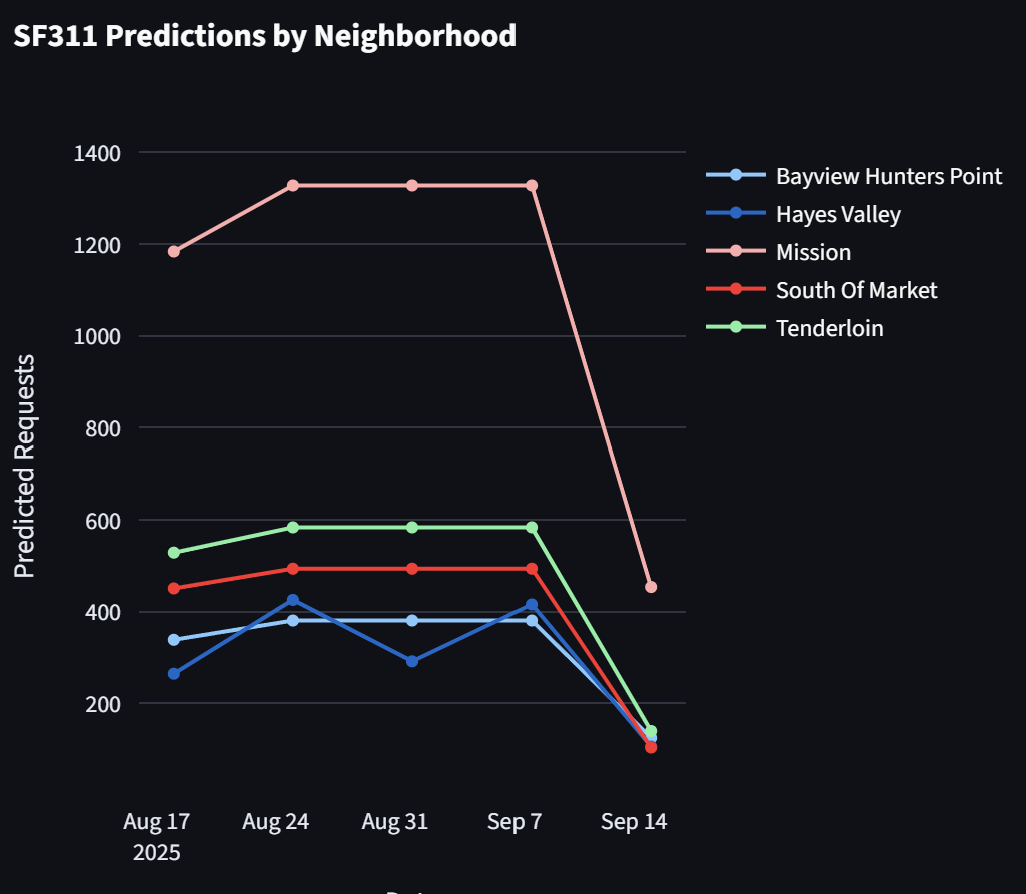 SF311 Predictions by Neighborhood
1400
1200
1000
800
600
400
200
Predicted Requests
Aug 17
2025
Aug 24
Aug 31
Sep 7
Sep 14
Bayview Hunters Point
Hayes Valley
Mission
South Of Market
Tenderloin